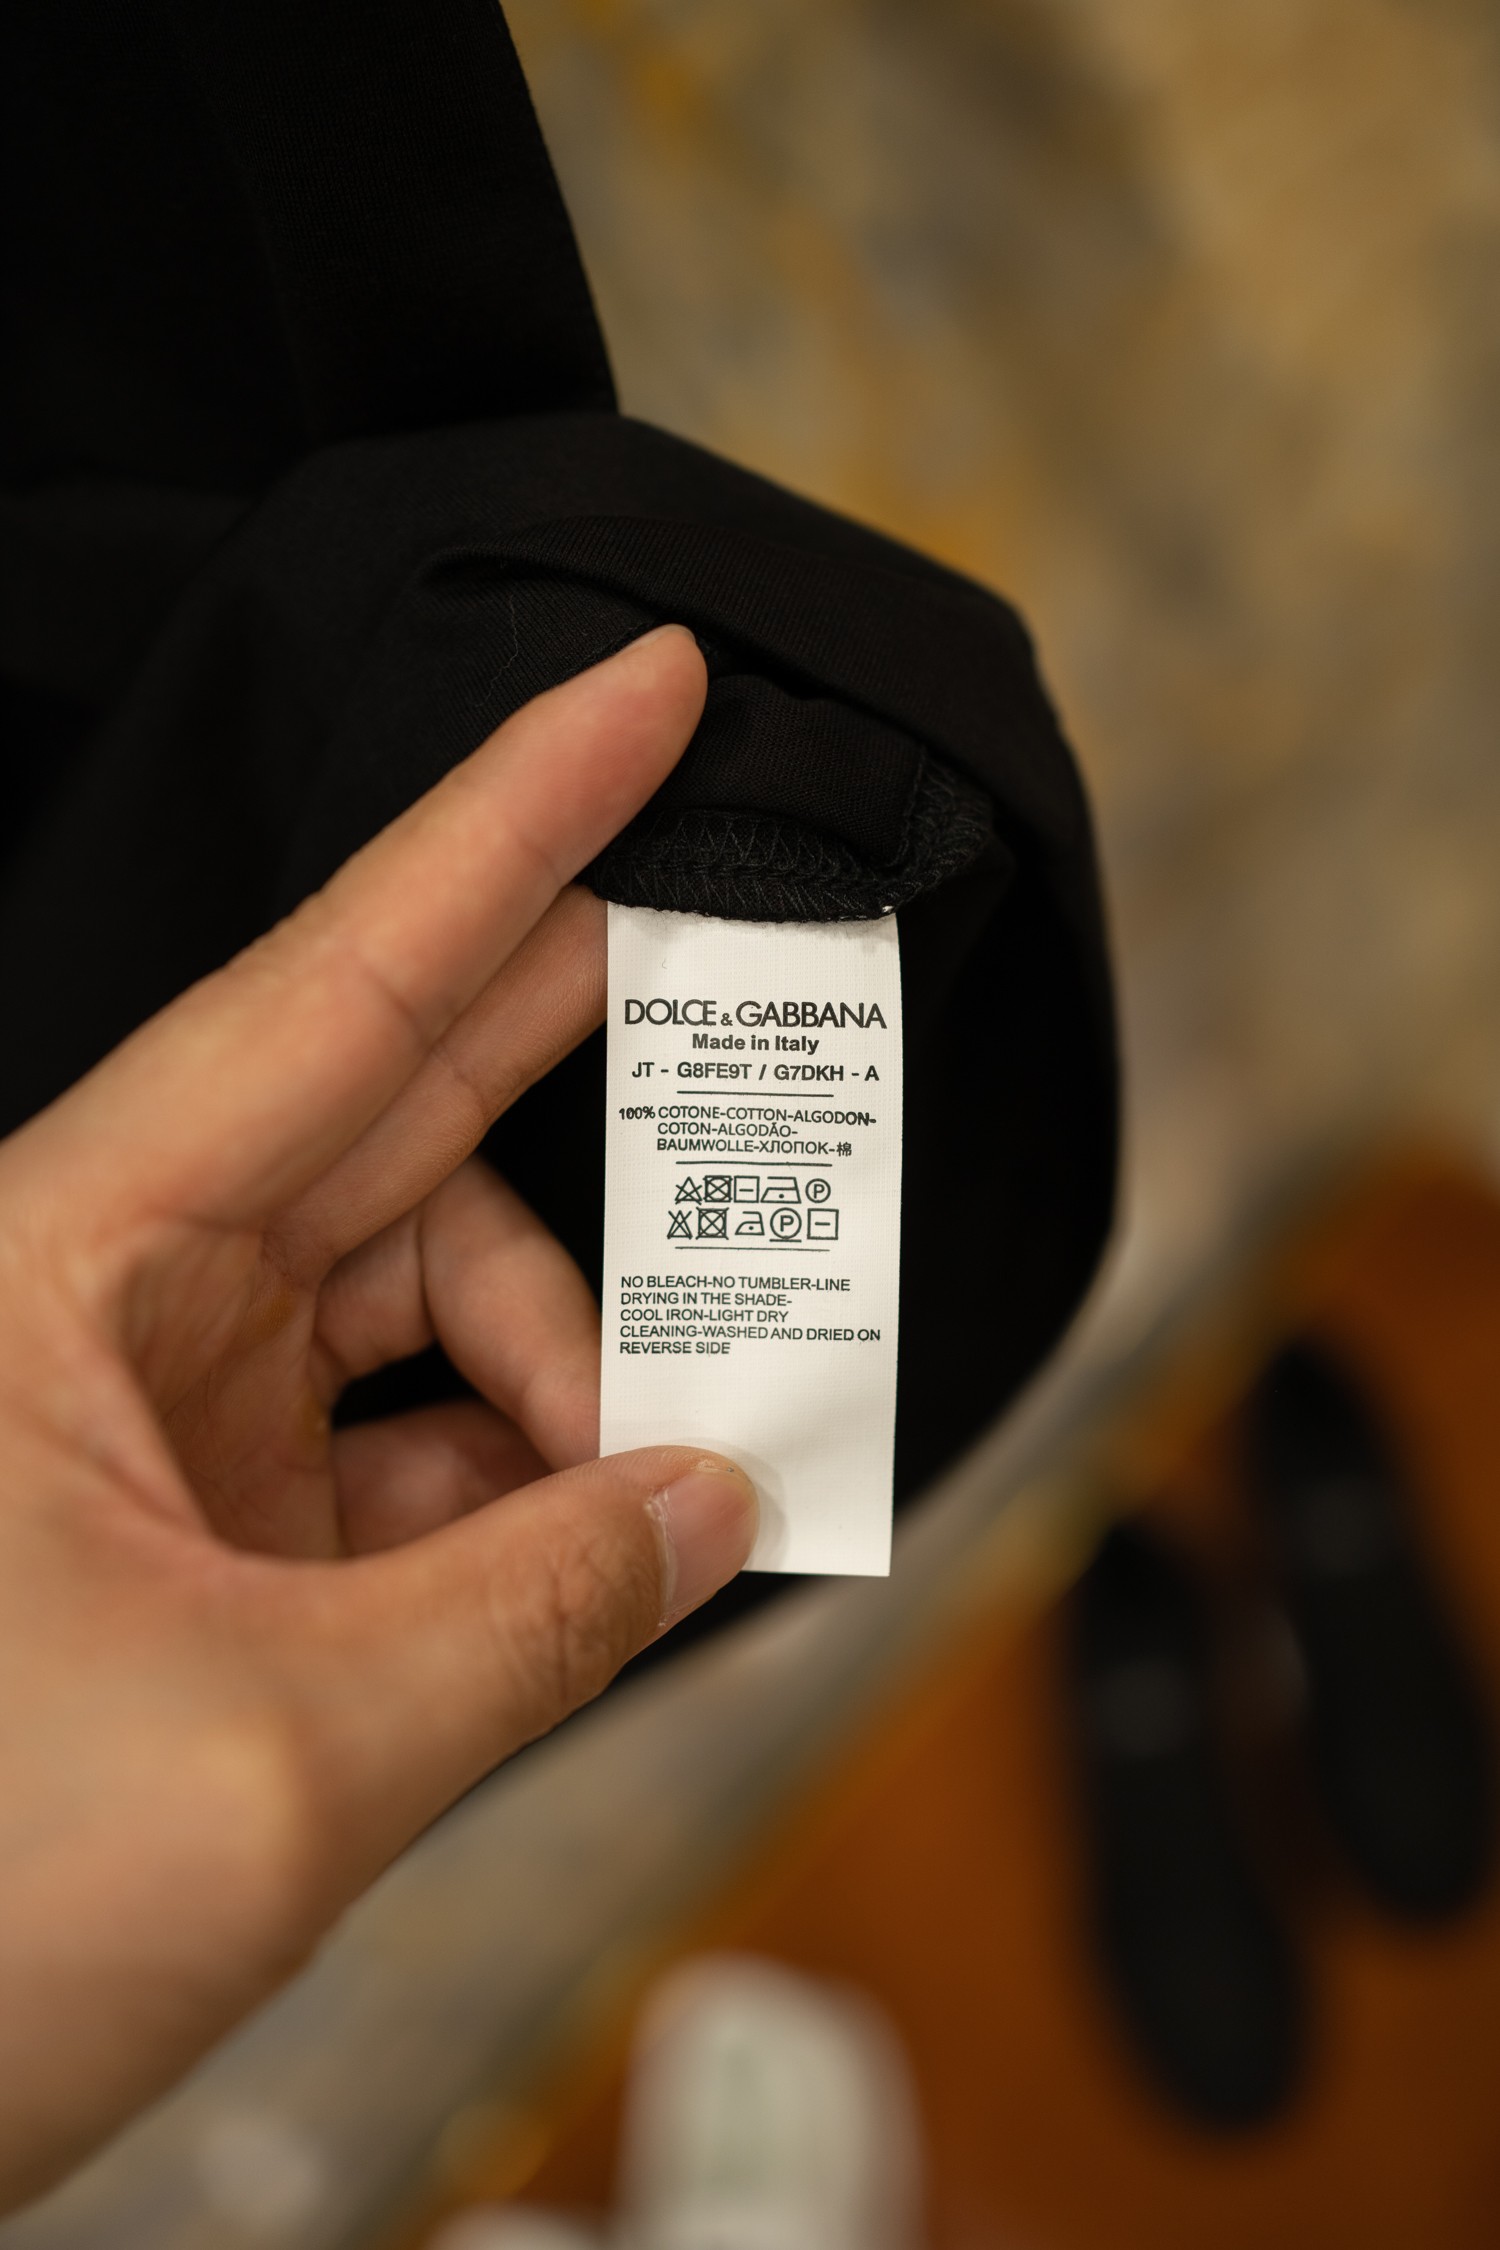 DOLCE & GABBANA
Made in Italy
JT - G8FE9T / G7DKH - A
100% COTONE-COTTON-ALGODON-
COTON-ALGODÃO-
BAUMWOLLE-ХЛОПОК-棉
P
P
NO BLEACH-NO TUMBLER-LINE
DRYING IN THE SHADE-
COOL IRON-LIGHT DRY
CLEANING-WASHED AND DRIED ON
REVERSE SIDE